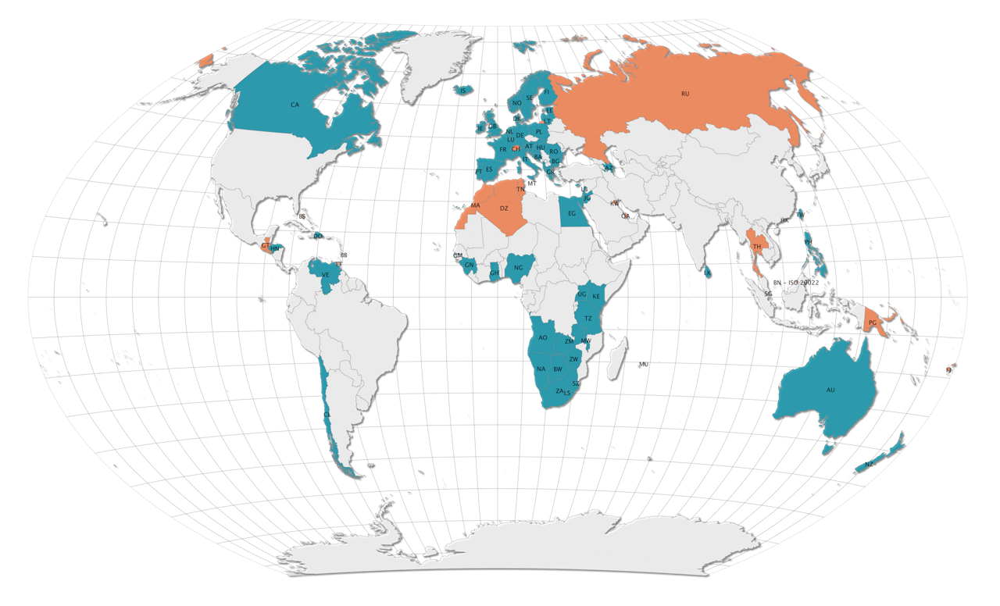 IS
CA
RU
NO
SE
FI
EE
DK
LT
IE
GB
NL
DE
PL
LU
FR
CH
AT
HU
RO
BA
BG
IT
PT
ES
GR
AZ
MT
TN
LB
JO
MA
DZ
EG
KW
QA
BS
TW
HK
DO
GT
HN
TH
PH
BB
TT
GM
GN
GH
NG
VE
LK
BN - ISO 20022
SG
UG
KE
TZ
PG
AO
ZM
MW
ZW
MU
NA
BW
FJ
SZ
ZA
LS
AU
CL
NZ